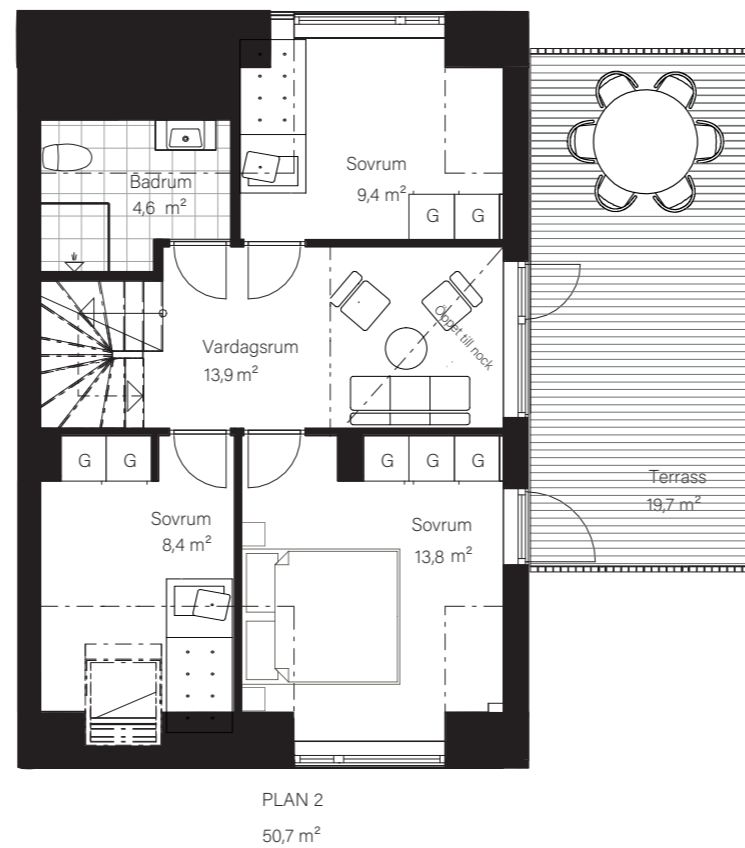 Sovrum
9,4 m²
G G
Badrum
4,6 m²
Vardagsrum
13,9 m²
Öppet till nock
G G
G G G
Terrass
19,7 m²
Sovrum
8,4 m²
Sovrum
13,8 m²
PLAN 2
50,7 m²